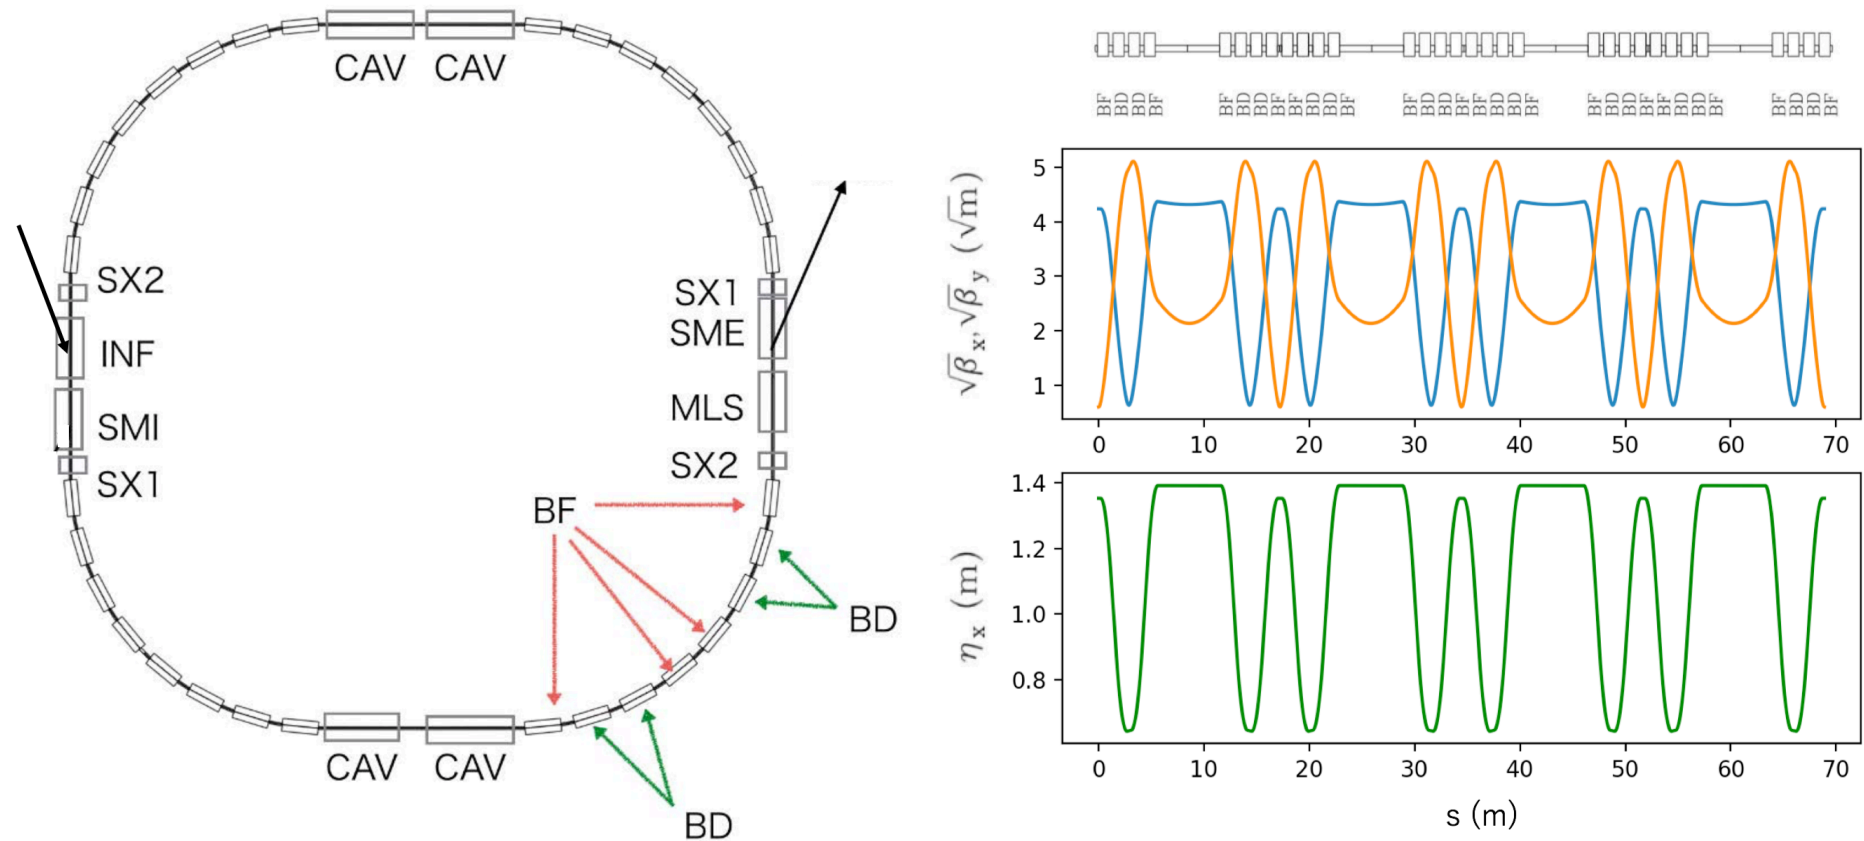 CAV CAV
SX2
INF
SMI
SX1
SX1
SME
MLS
SX2
BF
BD
BD
CAV CAV
BF BD BD BF BF BD BD BF BF BD BD BF BF BD BD BF BF BD BD BF BF BD BD BF BF BD BD BF BF BD BD BF
√β x, √β y (√m)
5
4
3
2
1
0 10 20 30 40 50 60 70
ηx (m)
1.4
1.2
1.0
0.8
0 10 20 30 40 50 60 70
s (m)